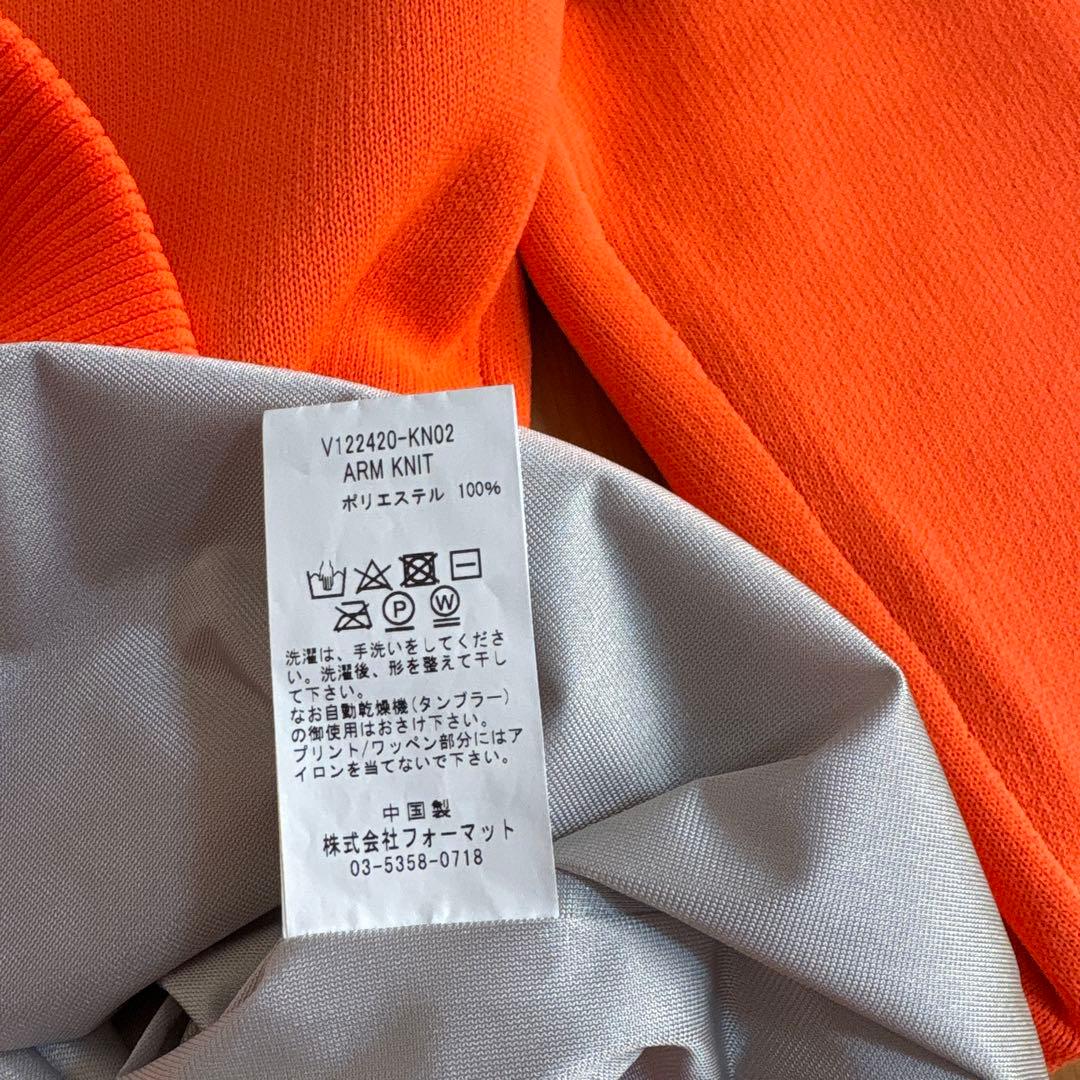 V122420-KN02
ARM KNIT
ポリエステル 100%
P W
洗濯は、手洗いをしてくださ
い。洗濯後、形を整えて干し
て下さい。
なお自動乾燥機(タンブラー)
の御使用はおさけ下さい。
プリント/ワッペン部分にはア
イロンを当てないで下さい。
中国製
株式会社フォーマット
03-5358-0718